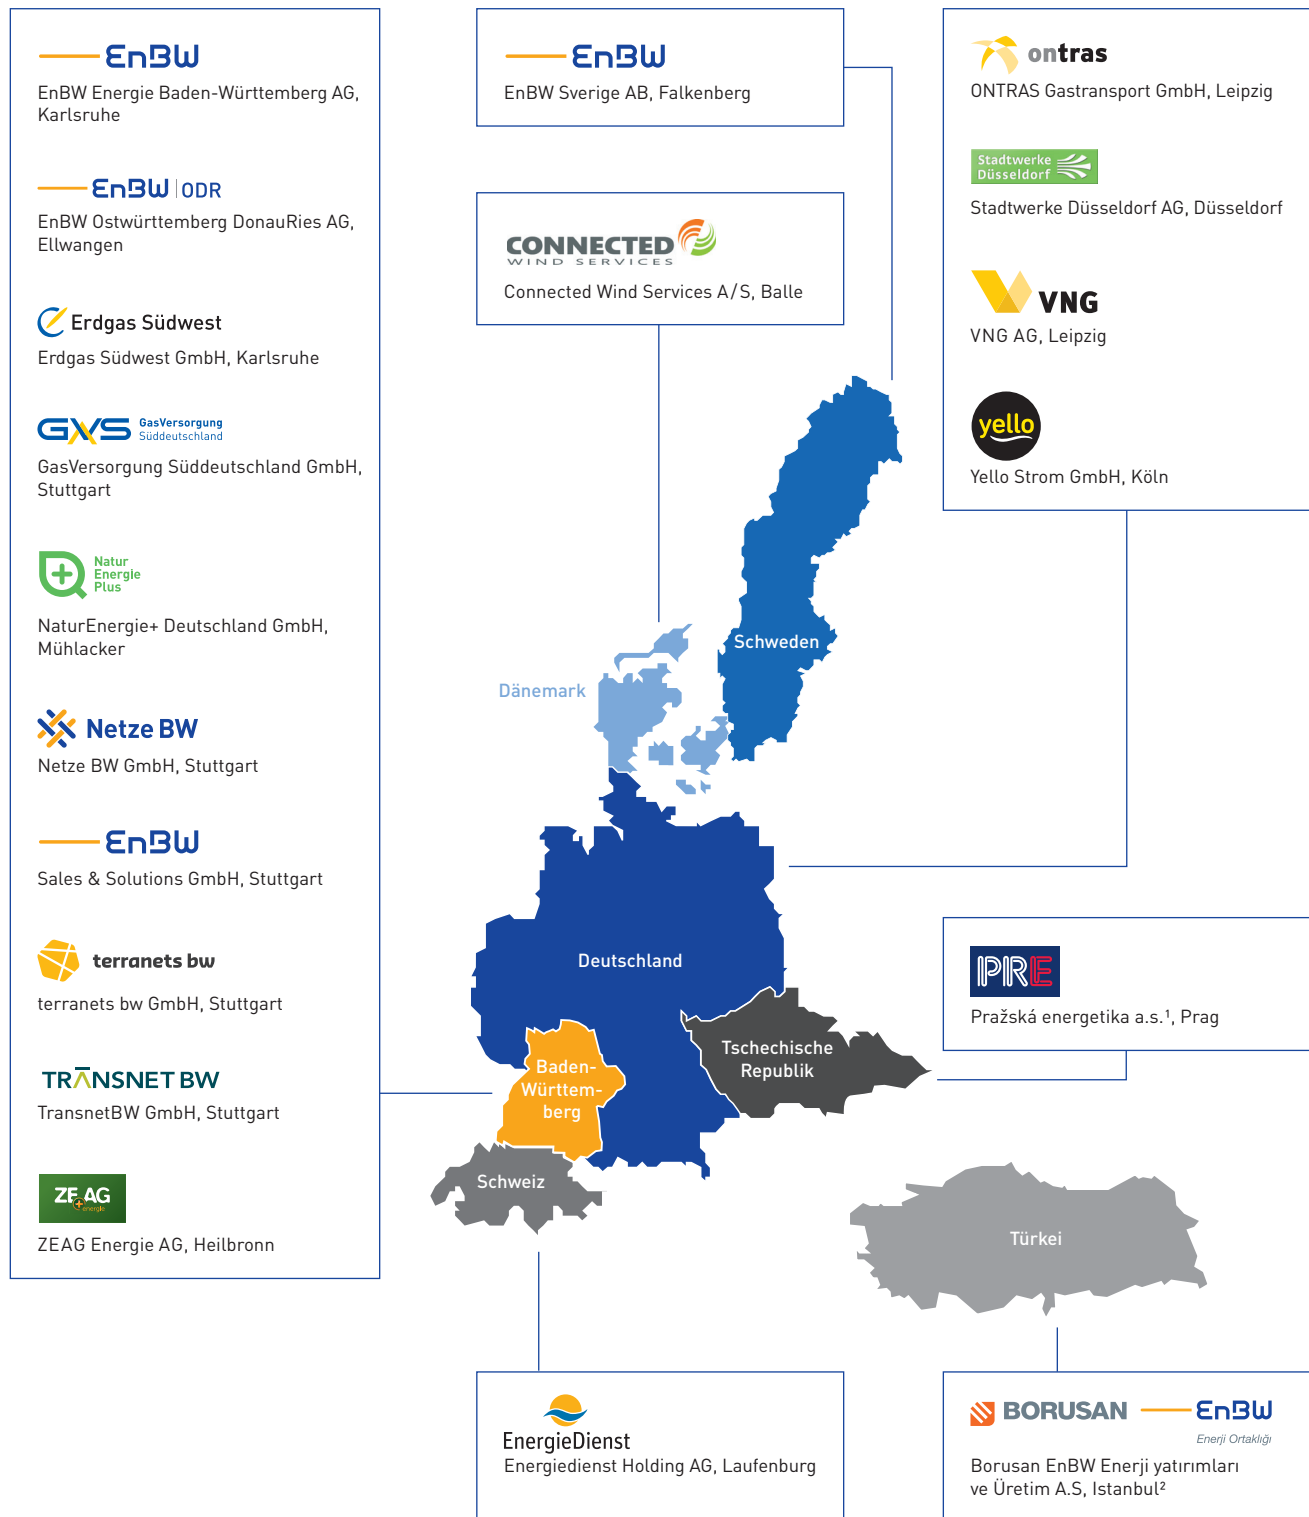 EnBW
EnBW Energie Baden-Württemberg AG,
Karlsruhe
EnBW | ODR
EnBW Ostwürttemberg DonauRies AG,
Ellwangen
Erdgas Südwest
Erdgas Südwest GmbH, Karlsruhe
GVS GasVersorgung
Süddeutschland
GasVersorgung Süddeutschland GmbH,
Stuttgart
Natur
Energie
Plus
NaturEnergie+ Deutschland GmbH,
Mühlacker
Netze BW
Netze BW GmbH, Stuttgart
EnBW
Sales & Solutions GmbH, Stuttgart
terranets bw
terranets bw GmbH, Stuttgart
TRANSNET BW
TransnetBW GmbH, Stuttgart
ZEAG
energie
ZEAG Energie AG, Heilbronn
EnBW
EnBW Sverige AB, Falkenberg
CONNECTED
WIND SERVICES
Connected Wind Services A/S, Balle
ontras
ONTRAS Gastransport GmbH, Leipzig
Stadtwerke
Düsseldorf
Stadtwerke Düsseldorf AG, Düsseldorf
VNG
VNG AG, Leipzig
yello
Yello Strom GmbH, Köln
Schweden
Dänemark
Deutschland
Tschechische
Republik
Baden-
Württem-
berg
Schweiz
Türkei
PRE
Pražská energetika a.s.¹, Prag
EnergieDienst
Energiedienst Holding AG, Laufenburg
BORUSAN EnBW
Enerji Ortaklığı
Borusan EnBW Enerji yatırımları
ve Üretim A.S, Istanbul²